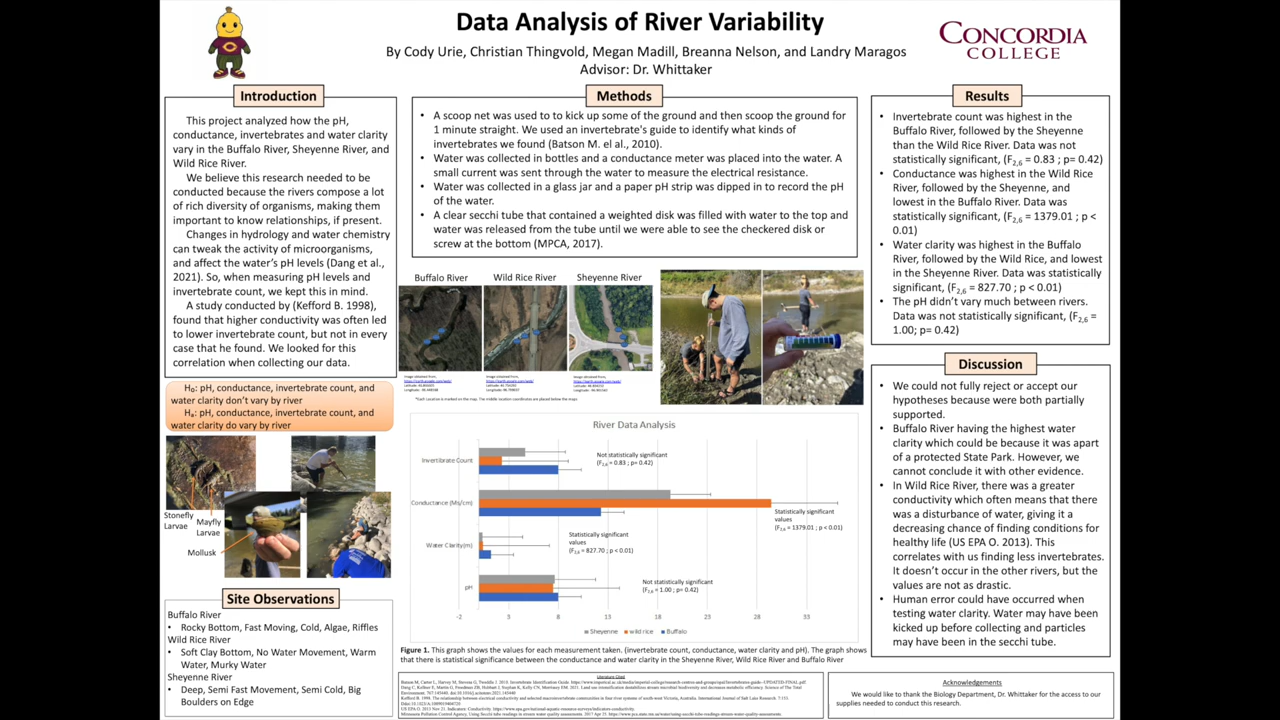 Data Analysis of River Variability
By Cody Urie, Christian Thingvold, Megan Madill, Breanna Nelson, and Landry Maragos
Advisor: Dr. Whittaker
CONCORDIA
COLLEGE
Introduction
This project analyzed how the pH,
conductance, invertebrates and water clarity
vary in the Buffalo River, Sheyenne River, and
Wild Rice River.
We believe this research needed to be
conducted because the rivers compose a lot
of rich diversity of organisms, making them
important to know relationships, if present.
Changes in hydrology and water chemistry
can tweak the activity of microorganisms,
and affect the water's pH levels (Dang et al.,
2021). So, when measuring pH levels and
invertebrate count, we kept this in mind.
A study conducted by (Kefford B. 1998),
found that higher conductivity was often led
to lower invertebrate count, but not in every
case that he found. We looked for this
correlation when collecting our data.
H₀: pH, conductance, invertebrate count, and
water clarity don't vary by river
Hₐ: pH, conductance, invertebrate count, and
water clarity do vary by river
Stonefly
Larvae
Mayfly
Larvae
Mollusk
Site Observations
Buffalo River
• Rocky Bottom, Fast Moving, Cold, Algae, Riffles
Wild Rice River
• Soft Clay Bottom, No Water Movement, Warm
Water, Murky Water
Sheyenne River
• Deep, Semi Fast Movement, Semi Cold, Big
Boulders on Edge
Methods
• A scoop net was used to to kick up some of the ground and then scoop the ground for
1 minute straight. We used an invertebrate's guide to identify what kinds of
invertebrates we found (Batson M. el al., 2010).
• Water was collected in bottles and a conductance meter was placed into the water. A
small current was sent through the water to measure the electrical resistance.
• Water was collected in a glass jar and a paper pH strip was dipped in to record the pH
of the water.
• A clear secchi tube that contained a weighted disk was filled with water to the top and
water was released from the tube until we were able to see the checkered disk or
screw at the bottom (MPCA, 2017).
Buffalo River
Wild Rice River
Sheyenne River
Image obtained from,
Image obtained from,
Image obtained from,
*Each Location is marked on the map. The middle location coordinates are placed below the maps
River Data Analysis
Invertibrate Count
Not statistically significant
(F2,6 = 0.83 ; p= 0.42)
Conductance (Ms/cm)
Statistically significant
values
(F2,6 = 1379.01 ; p < 0.01)
Water Clarity(m)
Statistically significant
values
(F2,6 = 827.70 ; p < 0.01)
pH
Not statistically significant
(F2,6 = 1.00 ; p= 0.42)
-2 3 8 13 18 23 28 33
Sheyenne wild rice Buffalo
Figure 1. This graph shows the values for each measurement taken. (invertebrate count, conductance, water clarity and pH). The graph shows
that there is statistical significance between the conductance and water clarity in the Sheyenne River, Wild Rice River and Buffalo River
Literature Cited
Results
• Invertebrate count was highest in the
Buffalo River, followed by the Sheyenne
than the Wild Rice River. Data was not
statistically significant, (F2,6 = 0.83 ; p= 0.42)
• Conductance was highest in the Wild Rice
River, followed by the Sheyenne, and
lowest in the Buffalo River. Data was
statistically significant, (F2,6 = 1379.01 ; p <
0.01)
• Water clarity was highest in the Buffalo
River, followed by the Wild Rice, and lowest
in the Sheyenne River. Data was statistically
significant, (F2,6 = 827.70 ; p < 0.01)
• The pH didn't vary much between rivers.
Data was not statistically significant, (F2,6 =
1.00; p= 0.42)
Discussion
• We could not fully reject or accept our
hypotheses because were both partially
supported.
• Buffalo River having the highest water
clarity which could be because it was apart
of a protected State Park. However, we
cannot conclude it with other evidence.
• In Wild Rice River, there was a greater
conductivity which often means that there
was a disturbance of water, giving it a
decreasing chance of finding conditions for
healthy life (US EPA O. 2013). This
correlates with us finding less invertebrates.
It doesn't occur in the other rivers, but the
values are not as drastic.
• Human error could have occurred when
testing water clarity. Water may have been
kicked up before collecting and particles
may have been in the secchi tube.
Acknowledgements
We would like to thank the Biology Department, Dr. Whittaker for the access to our
supplies needed to conduct this research.